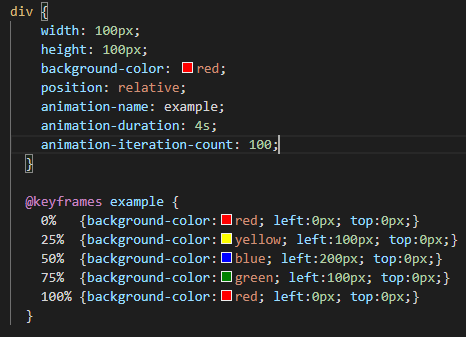 div {
width: 100px;
height: 100px;
background-color: red;
position: relative;
animation-name: example;
animation-duration: 4s;
animation-iteration-count: 100;
}
@keyframes example {
0% {background-color:red; left:0px; top:0px;}
25% {background-color:yellow; left:100px; top:0px;}
50% {background-color:blue; left:200px; top:0px;}
75% {background-color:green; left:100px; top:0px;}
100% {background-color:red; left:0px; top:0px;}
}